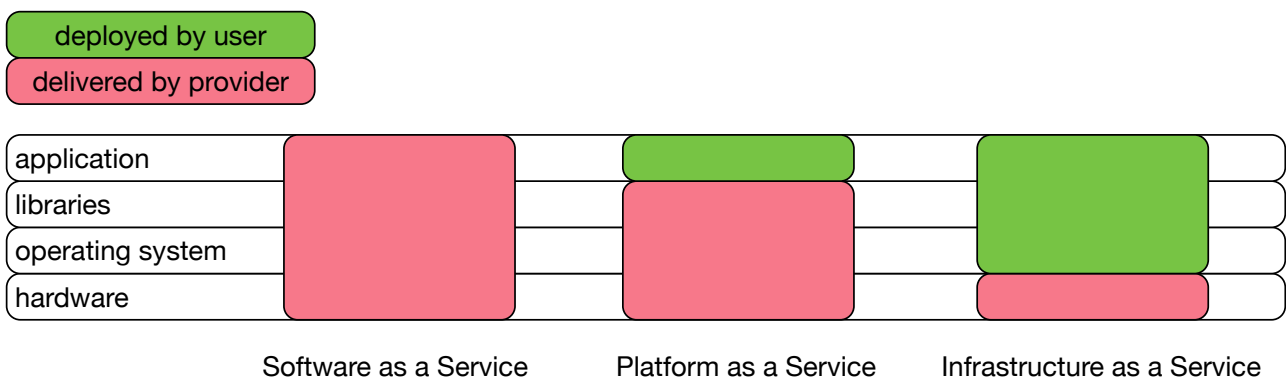 deployed by user
delivered by provider
application
libraries
operating system
hardware
Software as a Service
Platform as a Service
Infrastructure as a Service